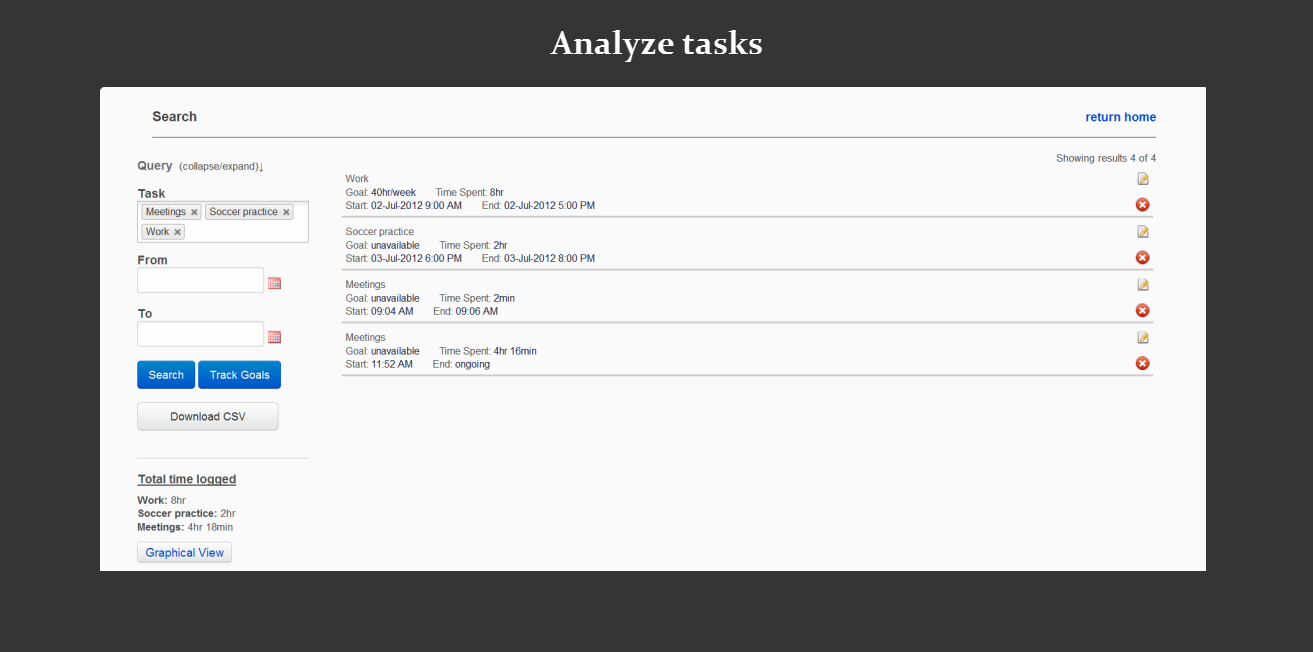 Analyze tasks
Search
return home
Query (collapse/expand)↓
Task
Meetings × Soccer practice ×
Work ×
From
To
Search Track Goals
Download CSV
Total time logged
Work: 8hr
Soccer practice: 2hr
Meetings: 4hr 18min
Graphical View
Showing results 4 of 4
Work
Goal: 40hr/week Time Spent: 8hr
Start: 02-Jul-2012 9:00 AM End: 02-Jul-2012 5:00 PM
Soccer practice
Goal: unavailable Time Spent: 2hr
Start: 03-Jul-2012 6:00 PM End: 03-Jul-2012 8:00 PM
Meetings
Goal: unavailable Time Spent: 2min
Start: 09:04 AM End: 09:06 AM
Meetings
Goal: unavailable Time Spent: 4hr 16min
Start: 11:52 AM End: ongoing